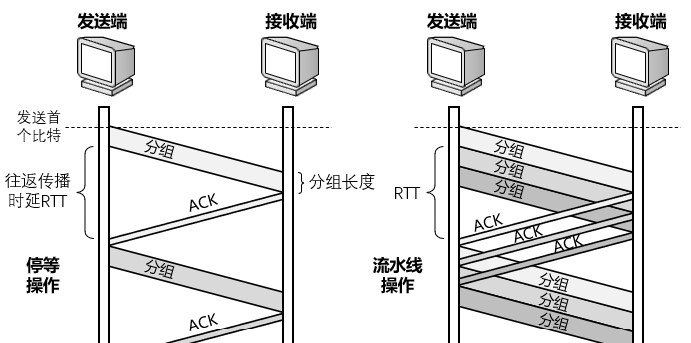 发送端
接收端
发送首
个比特
分组
往返传播
时延RTT
分组长度
ACK
停等
操作
分组
ACK
发送端
接收端
分组
分组
分组
RTT
ACK
ACK
ACK
流水线
操作
分组
分组
分组